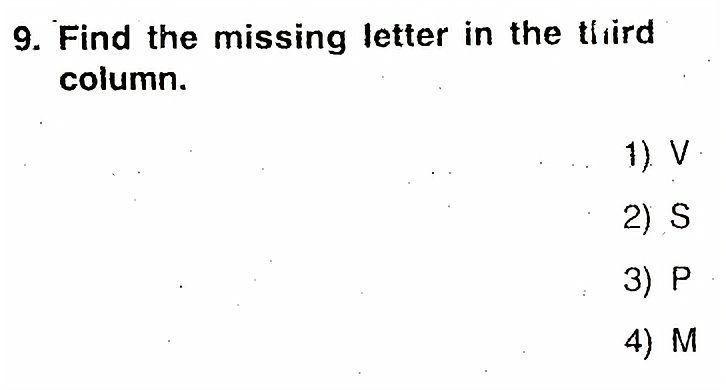 9. Find the missing letter in the third
column.
1) V
2) S
3) P
4) M